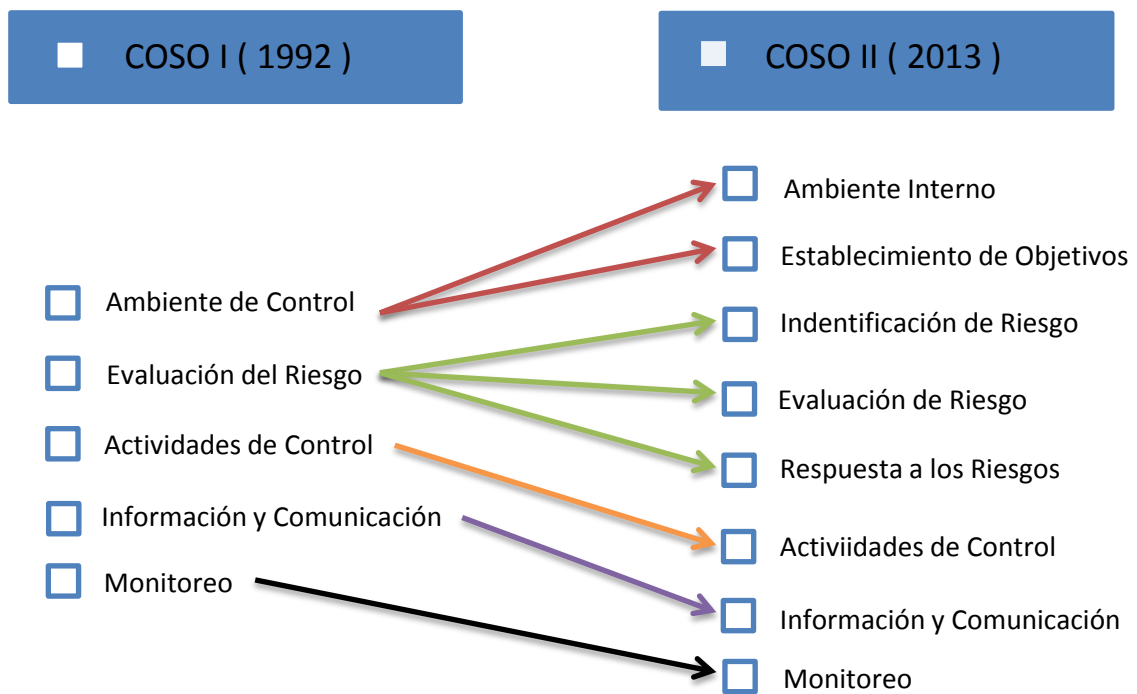 COSO I ( 1992 )
COSO II ( 2013 )
Ambiente de Control
Evaluación del Riesgo
Actividades de Control
Información y Comunicación
Monitoreo
Ambiente Interno
Establecimiento de Objetivos
Indentificación de Riesgo
Evaluación de Riesgo
Respuesta a los Riesgos
Activiidades de Control
Información y Comunicación
Monitoreo